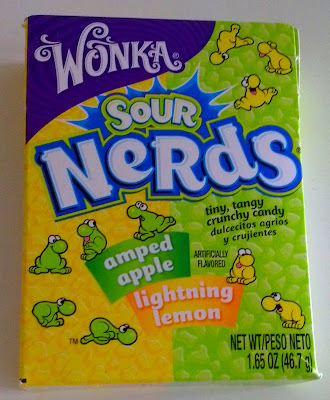 WONKA®
SOUR
NeRdS®
tiny, tangy
crunchy candy
dulcecitos agrios
y crujientes
amped
apple
ARTIFICIALLY
FLAVORED
lightning
lemon
TM
NET WT/PESO NETO
1.65 OZ (46.7 g)